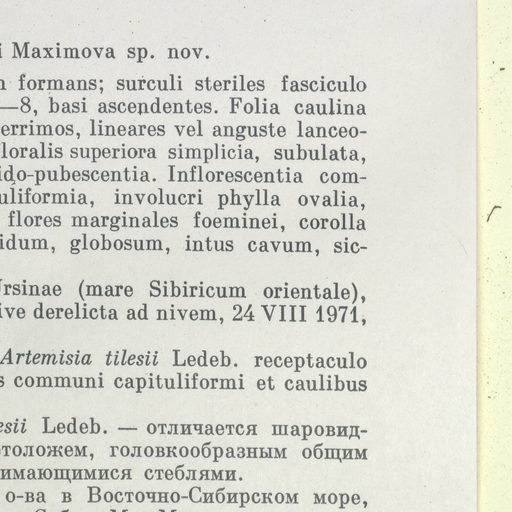 i Maximova sp. nov.
n formans; surculi steriles fasciculo
—8, basi ascendentes. Folia caulina
errimos, lineares vel anguste lanceo-
loralis superiora simplicia, subulata,
ido-pubescentia. Inflorescentia com-
uliformia, involucri phylla ovalia,
flores marginales foeminei, corolla
idum, globosum, intus cavum, sic-
Ursinae (mare Sibiricum orientale),
ive derelicta ad nivem, 24 VIII 1971,
Artemisia tilesii Ledeb. receptaculo
s communi capituliformi et caulibus
esii Ledeb. — отличается шаровид-
етоложем, головкообразным общим
нимающимися стеблями.
о-ва в Восточно-Сибирском море,